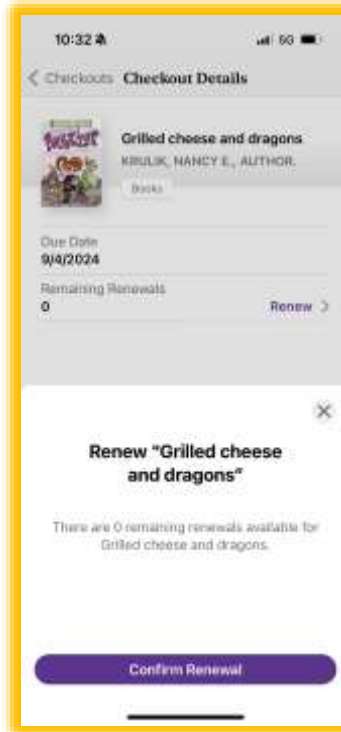 10:32 5G
Checkouts Checkout Details
Grilled cheese and dragons
KRULIK, NANCY E., AUTHOR.
Books
Due Date
9/4/2024
Remaining Renewals
0 Renew
Renew "Grilled cheese
and dragons"
There are 0 remaining renewals available for
Grilled cheese and dragons.
Confirm Renewal